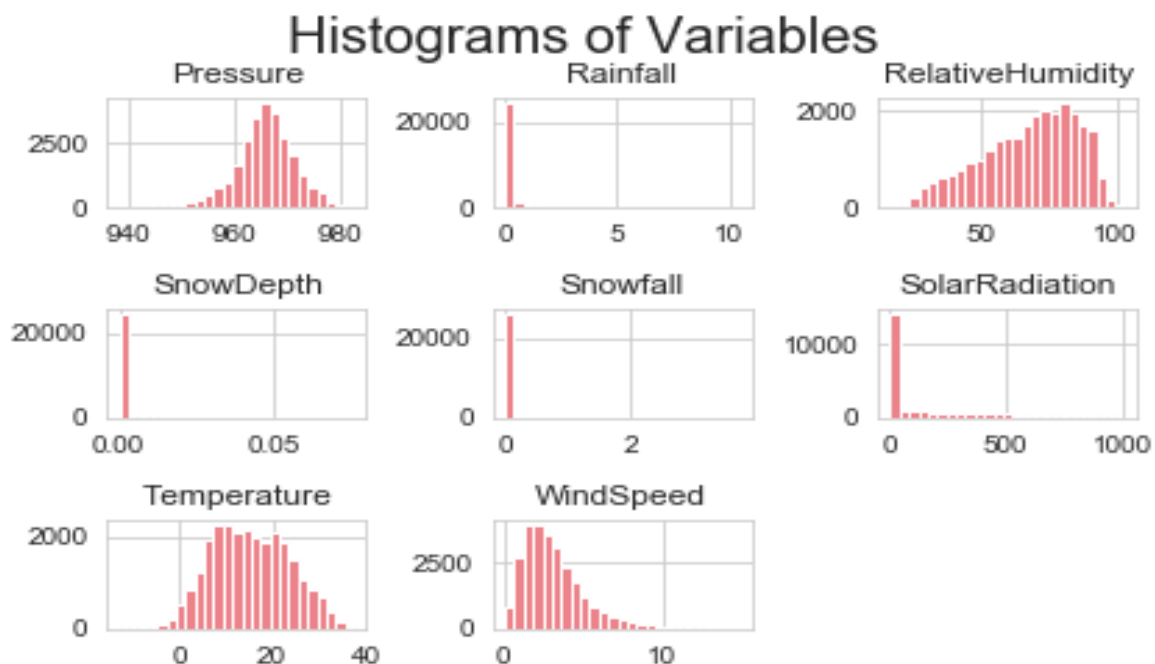 Histograms of Variables
Pressure
2500
0
940 960 980
Rainfall
20000
0
0 5 10
RelativeHumidity
2000
0
50 100
SnowDepth
20000
0
0.00 0.05
Snowfall
20000
0
0 2
SolarRadiation
10000
0
0 500 1000
Temperature
2000
0
0 20 40
WindSpeed
2500
0
0 10